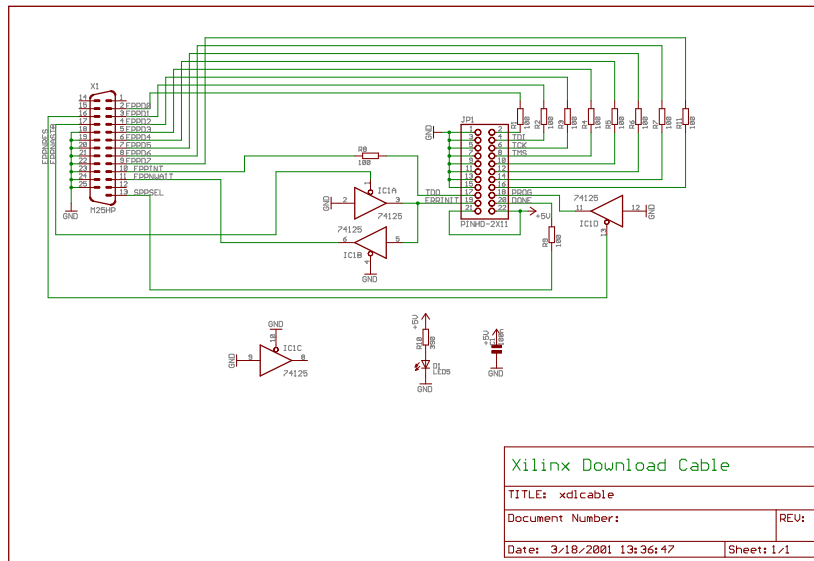 X1
14
15
16
17
18
19
20
21
22
23
24
25
1
2 EPPD0
3 EPPD1
4 EPPD2
5 EPPD3
6 EPPD4
7 EPPD5
8 EPPD6
9 EPPD7
10 EPPINT
11 EPPNWAIT
12
13 SPPSEL
EPPNRES
GND
M25HP
R8
100
1
IC1A
GND
2
3
74125
74125
6
5
IC1B
4
GND
JP1
GND
1 2
3 4 TDI
5 6 TCK
7 8 TMS
9 10
11 12
13 14
15 16
TDO 17 18 PROG
ERRINIT 19 20 DONE
21 22
+5V
PINHD-2X11
R1 100
R2 100
R3 100
R4 100
R5 100
R6 100
R7 100
R11 100
R9 100
74125
11
12
GND
IC1D
13
GND
10
IC1C
GND
9
8
74125
+5V
R10
390
D1
LED5
GND
+5V
GND
Xilinx Download Cable
TITLE: xdlcable
Document Number:
REV:
Date: 3/18/2001 13:36:47
Sheet: 1/1